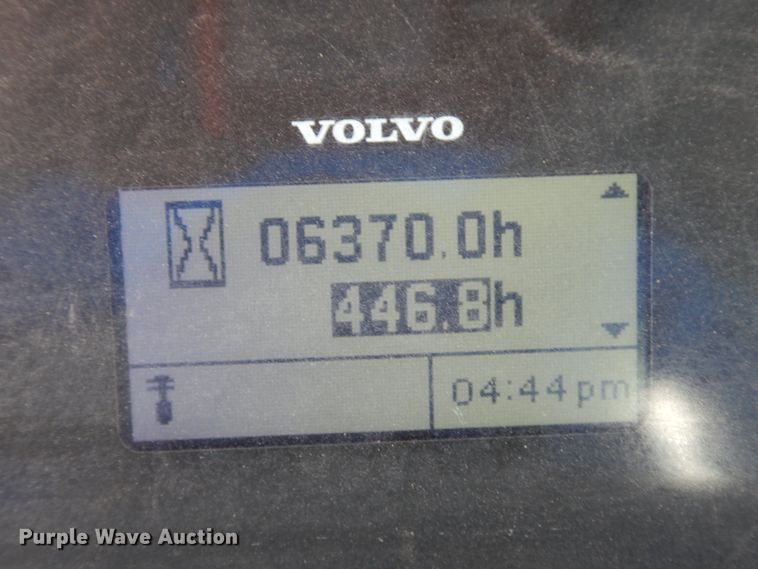 VOLVO
06370.0h
446.8h
04:44pm
Purple Wave Auction